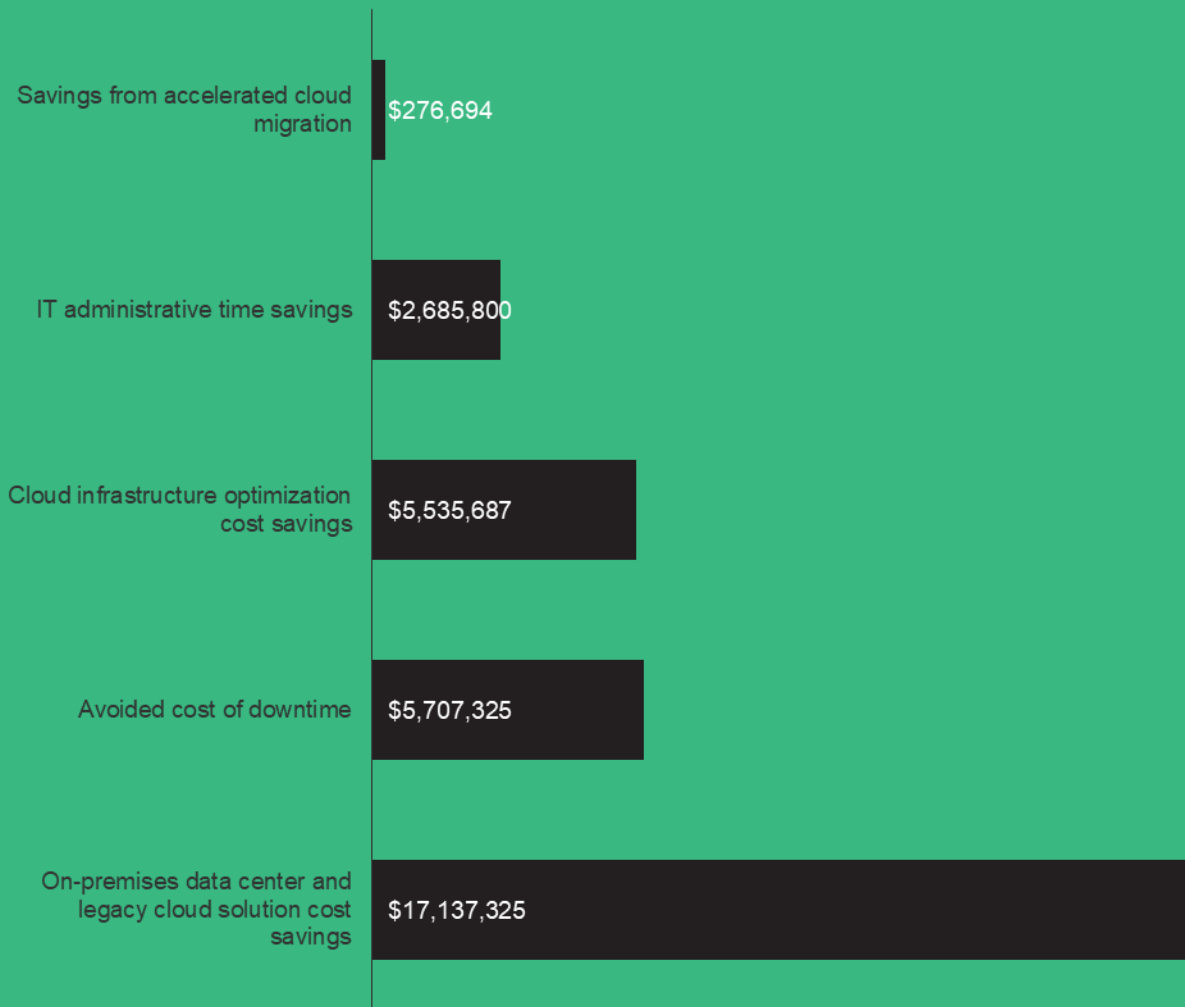 Savings from accelerated cloud
migration
$276,694
IT administrative time savings
$2,685,800
Cloud infrastructure optimization
cost savings
$5,535,687
Avoided cost of downtime
$5,707,325
On-premises data center and
legacy cloud solution cost
savings
$17,137,325